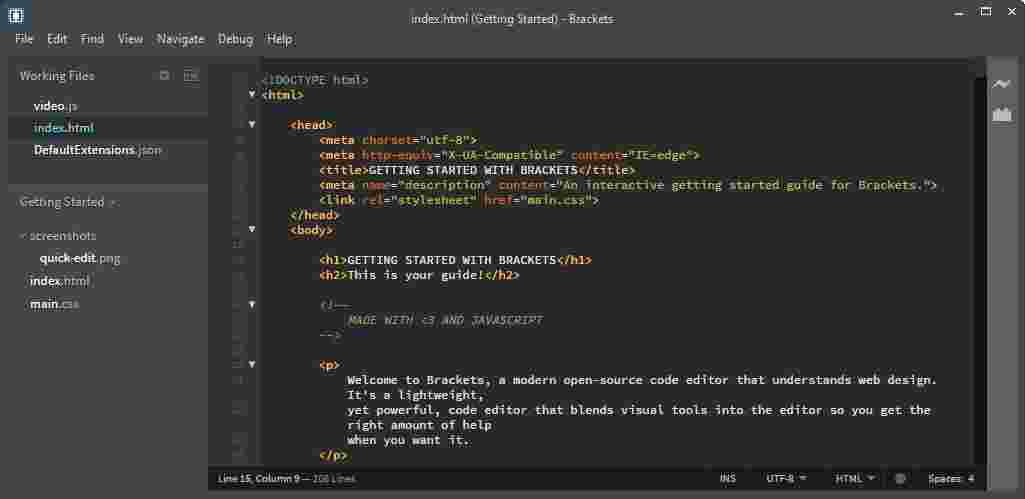 index.html (Getting Started) - Brackets
File Edit Find View Navigate Debug Help
Working Files
video.js
index.html
DefaultExtensions.json
Getting Started
screenshots
quick-edit.png
index.html
main.css
<!DOCTYPE html>
<html>
<head>
<meta charset="utf-8">
<meta http-equiv="X-UA-Compatible" content="IE=edge">
<title>GETTING STARTED WITH BRACKETS</title>
<meta name="description" content="An interactive getting started guide for Brackets.">
<link rel="stylesheet" href="main.css">
</head>
<body>
<h1>GETTING STARTED WITH BRACKETS</h1>
<h2>This is your guide!</h2>
<!--
MADE WITH <3 AND JAVASCRIPT
-->
<p>
Welcome to Brackets, a modern open-source code editor that understands web design.
It's a lightweight,
yet powerful, code editor that blends visual tools into the editor so you get the
right amount of help
when you want it.
</p>
Line 15, Column 9 — 208 Lines
INS UTF-8 HTML Spaces: 4